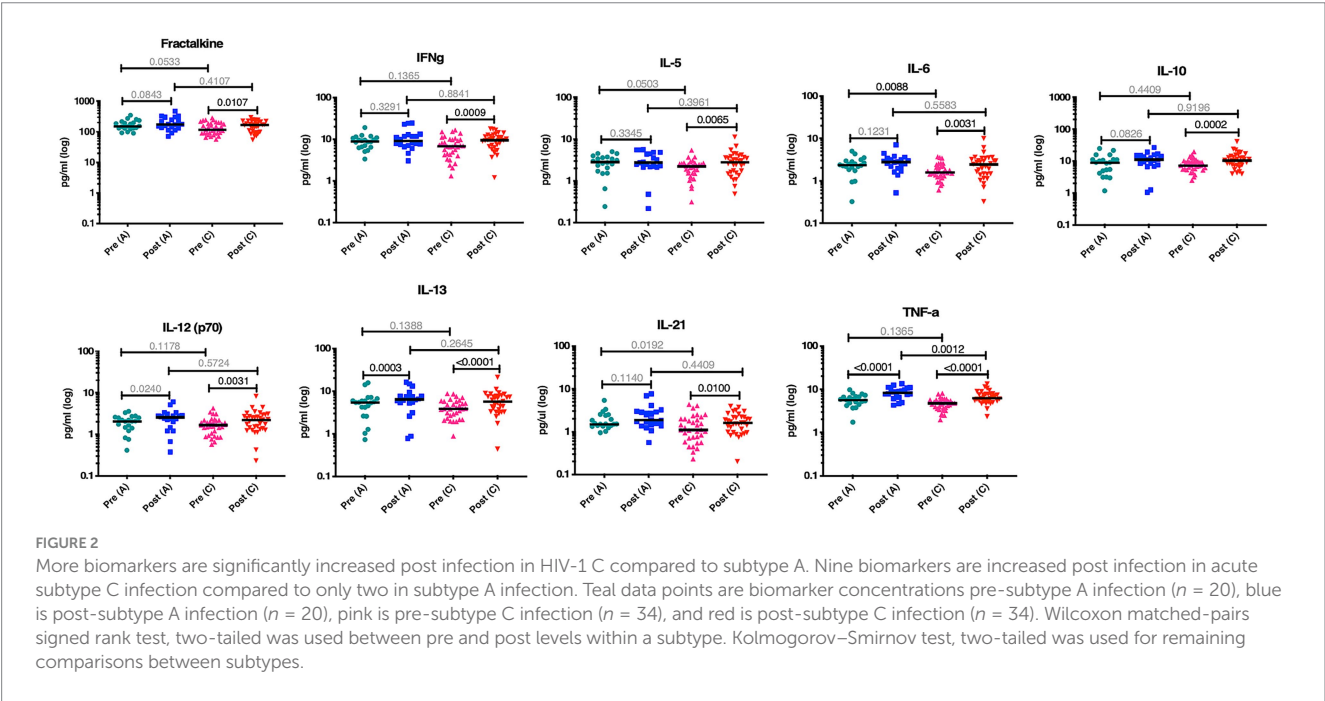 Fractalkine
0.0533
0.4107
0.0843
0.0107
1000
100
10
1
0.1
pg/ml (log)
Pre (A)
Post (A)
Pre (C)
Post (C)
IFNg
0.1365
0.8841
0.3291
0.0009
100
10
1
0.1
pg/ml (log)
Pre (A)
Post (A)
Pre (C)
Post (C)
IL-5
0.0503
0.3961
0.3345
0.0065
100
10
1
0.1
pg/ml (log)
Pre (A)
Post (A)
Pre (C)
Post (C)
IL-6
0.0088
0.5583
0.1231
0.0031
100
10
1
0.1
pg/ml (log)
Pre (A)
Post (A)
Pre (C)
Post (C)
IL-10
0.4409
0.9196
0.0826
0.0002
1000
100
10
1
0.1
pg/ml (log)
Pre (A)
Post (A)
Pre (C)
Post (C)
IL-12 (p70)
0.1178
0.5724
0.0240
0.0031
100
10
1
0.1
pg/ml (log)
Pre (A)
Post (A)
Pre (C)
Post (C)
IL-13
0.1388
0.2645
0.0003
<0.0001
100
10
1
0.1
pg/ml (log)
Pre (A)
Post (A)
Pre (C)
Post (C)
IL-21
0.0192
0.4409
0.1140
0.0100
100
10
1
0.1
pg/ul (log)
Pre (A)
Post (A)
Pre (C)
Post (C)
TNF-a
0.1365
0.0012
<0.0001
<0.0001
100
10
1
0.1
pg/ml (log)
Pre (A)
Post (A)
Pre (C)
Post (C)
FIGURE 2
More biomarkers are significantly increased post infection in HIV-1 C compared to subtype A. Nine biomarkers are increased post infection in acute
subtype C infection compared to only two in subtype A infection. Teal data points are biomarker concentrations pre-subtype A infection (n = 20), blue
is post-subtype A infection (n = 20), pink is pre-subtype C infection (n = 34), and red is post-subtype C infection (n = 34). Wilcoxon matched-pairs
signed rank test, two-tailed was used between pre and post levels within a subtype. Kolmogorov–Smirnov test, two-tailed was used for remaining
comparisons between subtypes.